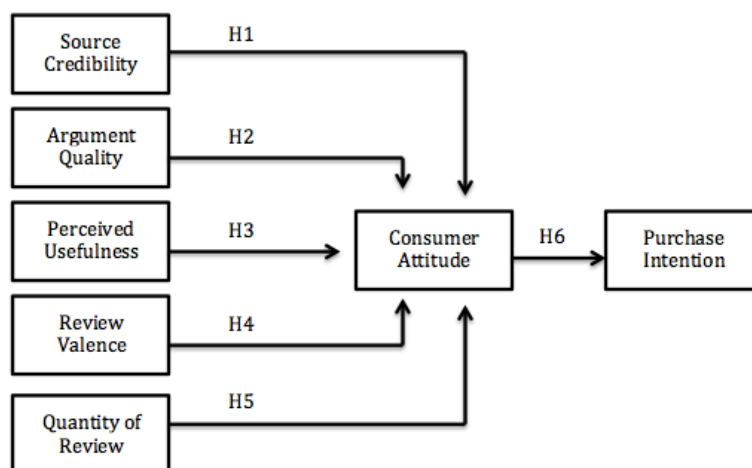 Source
Credibility
H1
Argument
Quality
H2
Perceived
Usefulness
H3
Review
Valence
H4
Quantity of
Review
H5
Consumer
Attitude
H6
Purchase
Intention